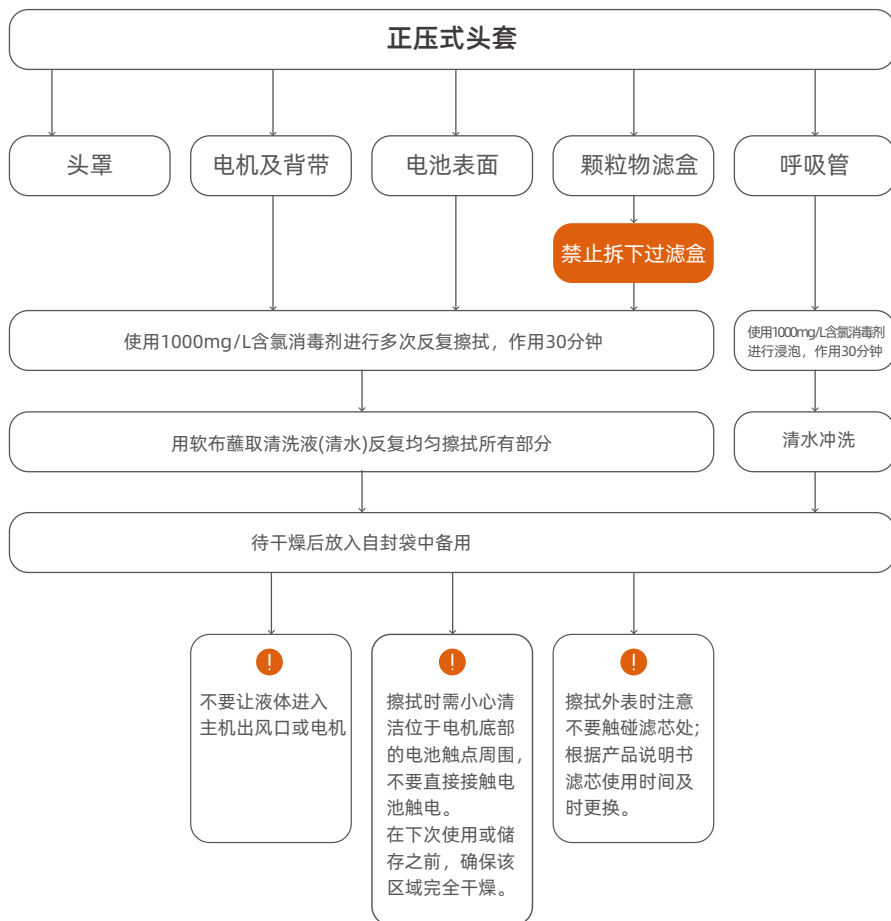 正压式头套
头罩
电机及背带
电池表面
颗粒物滤盒
呼吸管
禁止拆下过滤盒
使用1000mg/L含氯消毒剂进行多次反复擦拭，作用30分钟
使用1000mg/L含氯消毒剂
进行浸泡，作用30分钟
用软布蘸取清洗液(清水)反复均匀擦拭所有部分
清水冲洗
待干燥后放入自封袋中备用
!
不要让液体进入
主机出风口或电机
!
擦拭时需小心清
洁位于电机底部
的电池触点周围，
不要直接接触电
池触电。
在下次使用或储
存之前，确保该
区域完全干燥。
!
擦拭外表时注意
不要触碰滤芯处;
根据产品说明书
滤芯使用时间及
时更换。